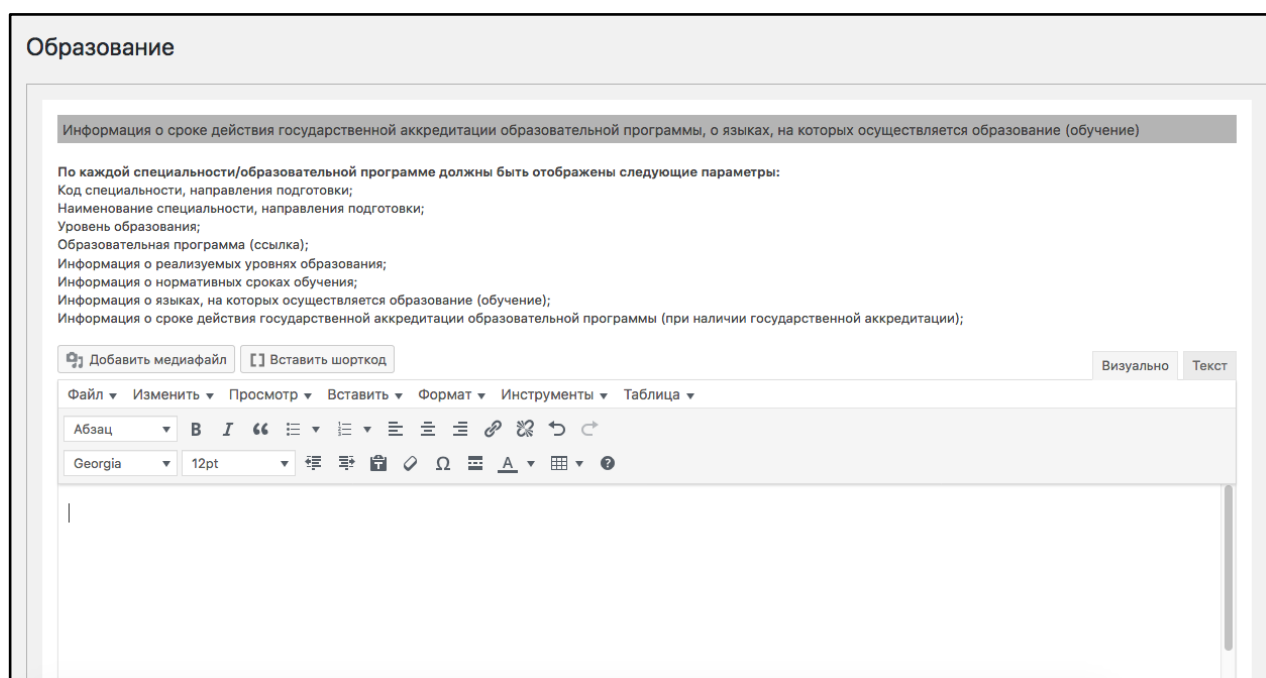 Образование
Информация о сроке действия государственной аккредитации образовательной программы, о языках, на которых осуществляется образование (обучение)
По каждой специальности/образовательной программе должны быть отображены следующие параметры:
Код специальности, направления подготовки;
Наименование специальности, направления подготовки;
Уровень образования;
Образовательная программа (ссылка);
Информация о реализуемых уровнях образования;
Информация о нормативных сроках обучения;
Информация о языках, на которых осуществляется образование (обучение);
Информация о сроке действия государственной аккредитации образовательной программы (при наличии государственной аккредитации);
Добавить медиафайл [ ] Вставить шорткод Визуально Текст
Файл Изменить Просмотр Вставить Формат Инструменты Таблица
Абзац B I
Georgia 12pt Ω A